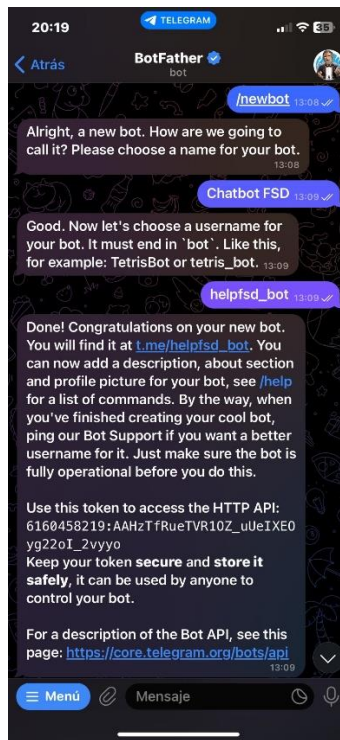 20:19
TELEGRAM
35
Atrás
BotFather
bot
/newbot 13:08
Alright, a new bot. How are we going to
call it? Please choose a name for your bot.
13:08
Chatbot FSD 13:09
Good. Now let's choose a username for
your bot. It must end in `bot`. Like this,
for example: TetrisBot or tetris_bot. 13:09
helpfsd_bot 13:09
Done! Congratulations on your new bot.
You will find it at t.me/helpfsd_bot. You
can now add a description, about section
and profile picture for your bot, see /help
for a list of commands. By the way, when
you've finished creating your cool bot,
ping our Bot Support if you want a better
username for it. Just make sure the bot is
fully operational before you do this.
Use this token to access the HTTP API:
6160458219:AAHzTfRueTVR1OZ_uUeIXEO
yg22oI_2vyyo
Keep your token secure and store it
safely, it can be used by anyone to
control your bot.
For a description of the Bot API, see this
page: https://core.telegram.org/bots/api
13:09
Menú
Mensaje